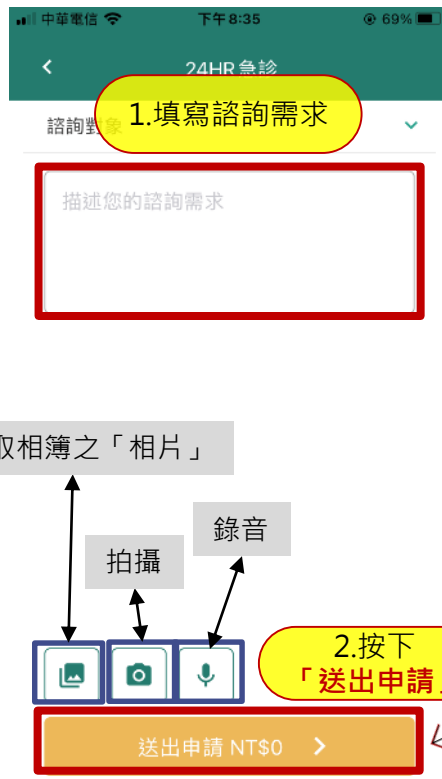 中華電信 下午8:35 69%
24HR急診
1.填寫諮詢需求
諮詢對象
描述您的諮詢需求
取相簿之「相片」
錄音
拍攝
2.按下
「送出申請」
送出申請 NT$0